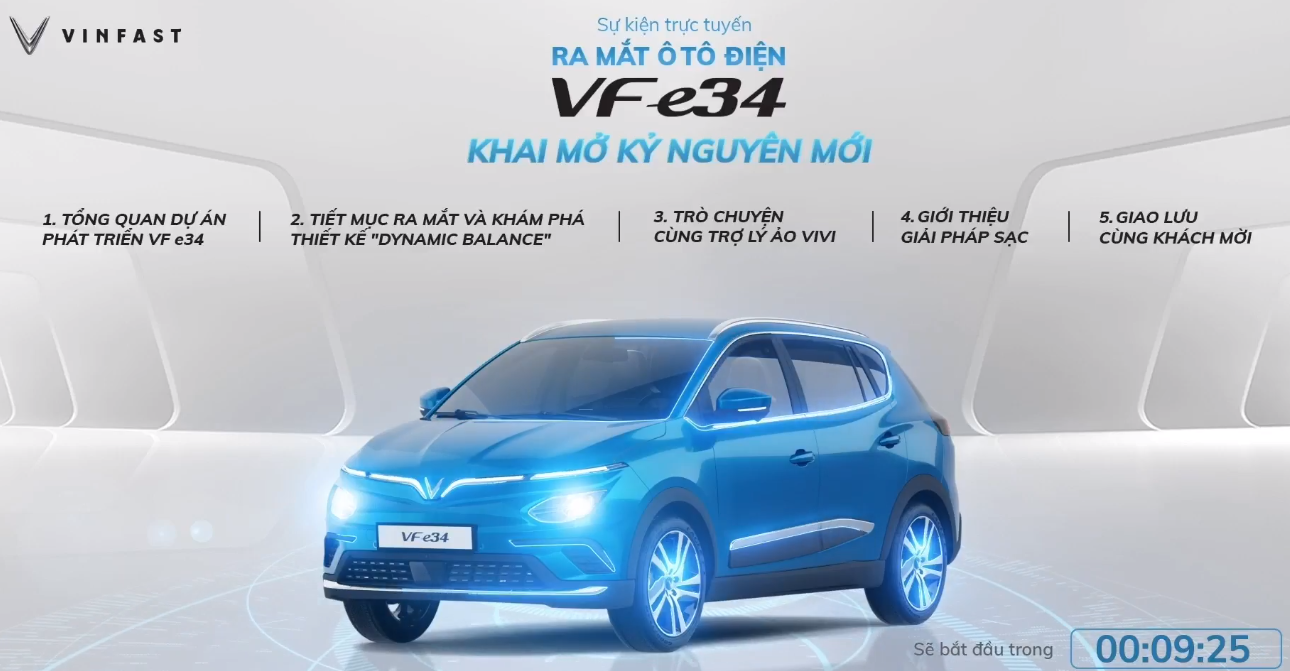 VINFAST
Sự kiện trực tuyến
RA MẮT Ô TÔ ĐIỆN
VF e34
KHAI MỞ KỶ NGUYÊN MỚI
1. TỔNG QUAN DỰ ÁN
PHÁT TRIỂN VF e34
2. TIẾT MỤC RA MẮT VÀ KHÁM PHÁ
THIẾT KẾ "DYNAMIC BALANCE"
3. TRÒ CHUYỆN
CÙNG TRỢ LÝ ẢO VIVI
4. GIỚI THIỆU
GIẢI PHÁP SẠC
5. GIAO LƯU
CÙNG KHÁCH MỜI
VF e34
Sẽ bắt đầu trong
00:09:25